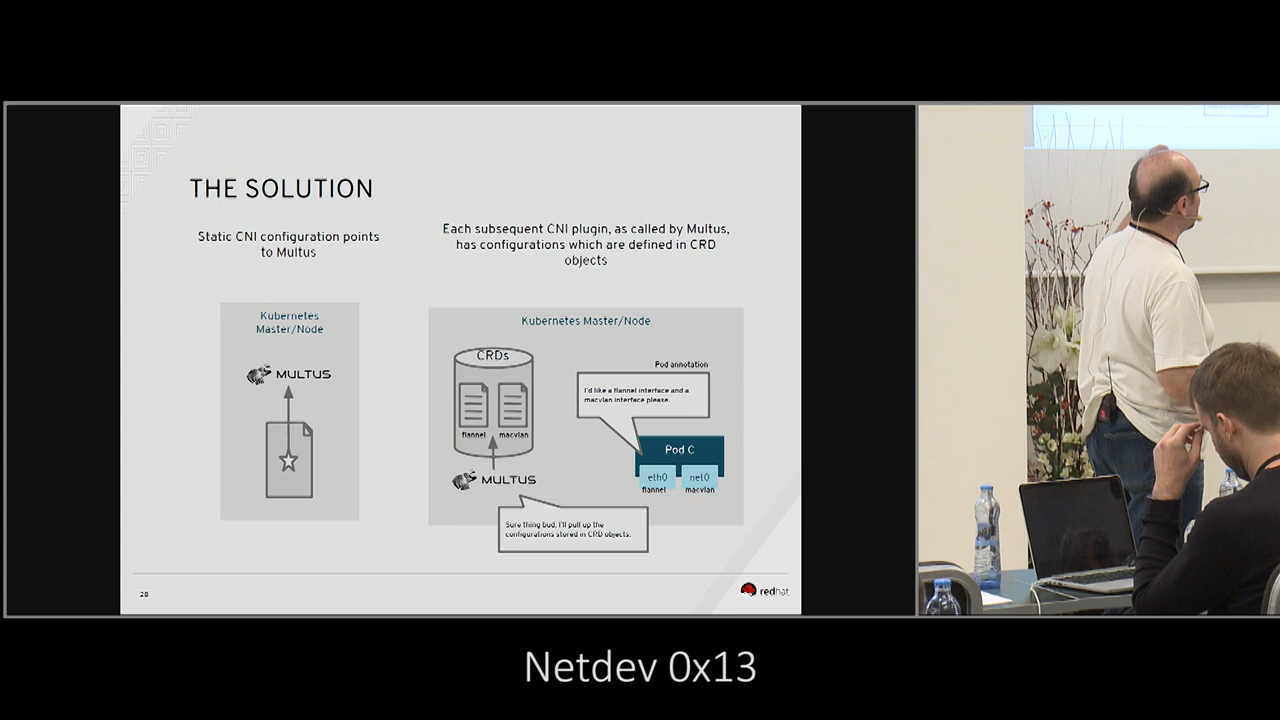 THE SOLUTION
Static CNI configuration points
to Multus
Each subsequent CNI plugin, as called by Multus,
has configurations which are defined in CRD
objects
Kubernetes
Master/Node
MULTUS
Kubernetes Master/Node
CRDs
flannel macvlan
MULTUS
Pod annotation
I'd like a flannel interface and a
macvlan interface please.
Pod C
eth0 net0
flannel macvlan
Sure thing bud, I'll pull up the
configurations stored in CRD objects.
28
redhat
Netdev 0x13